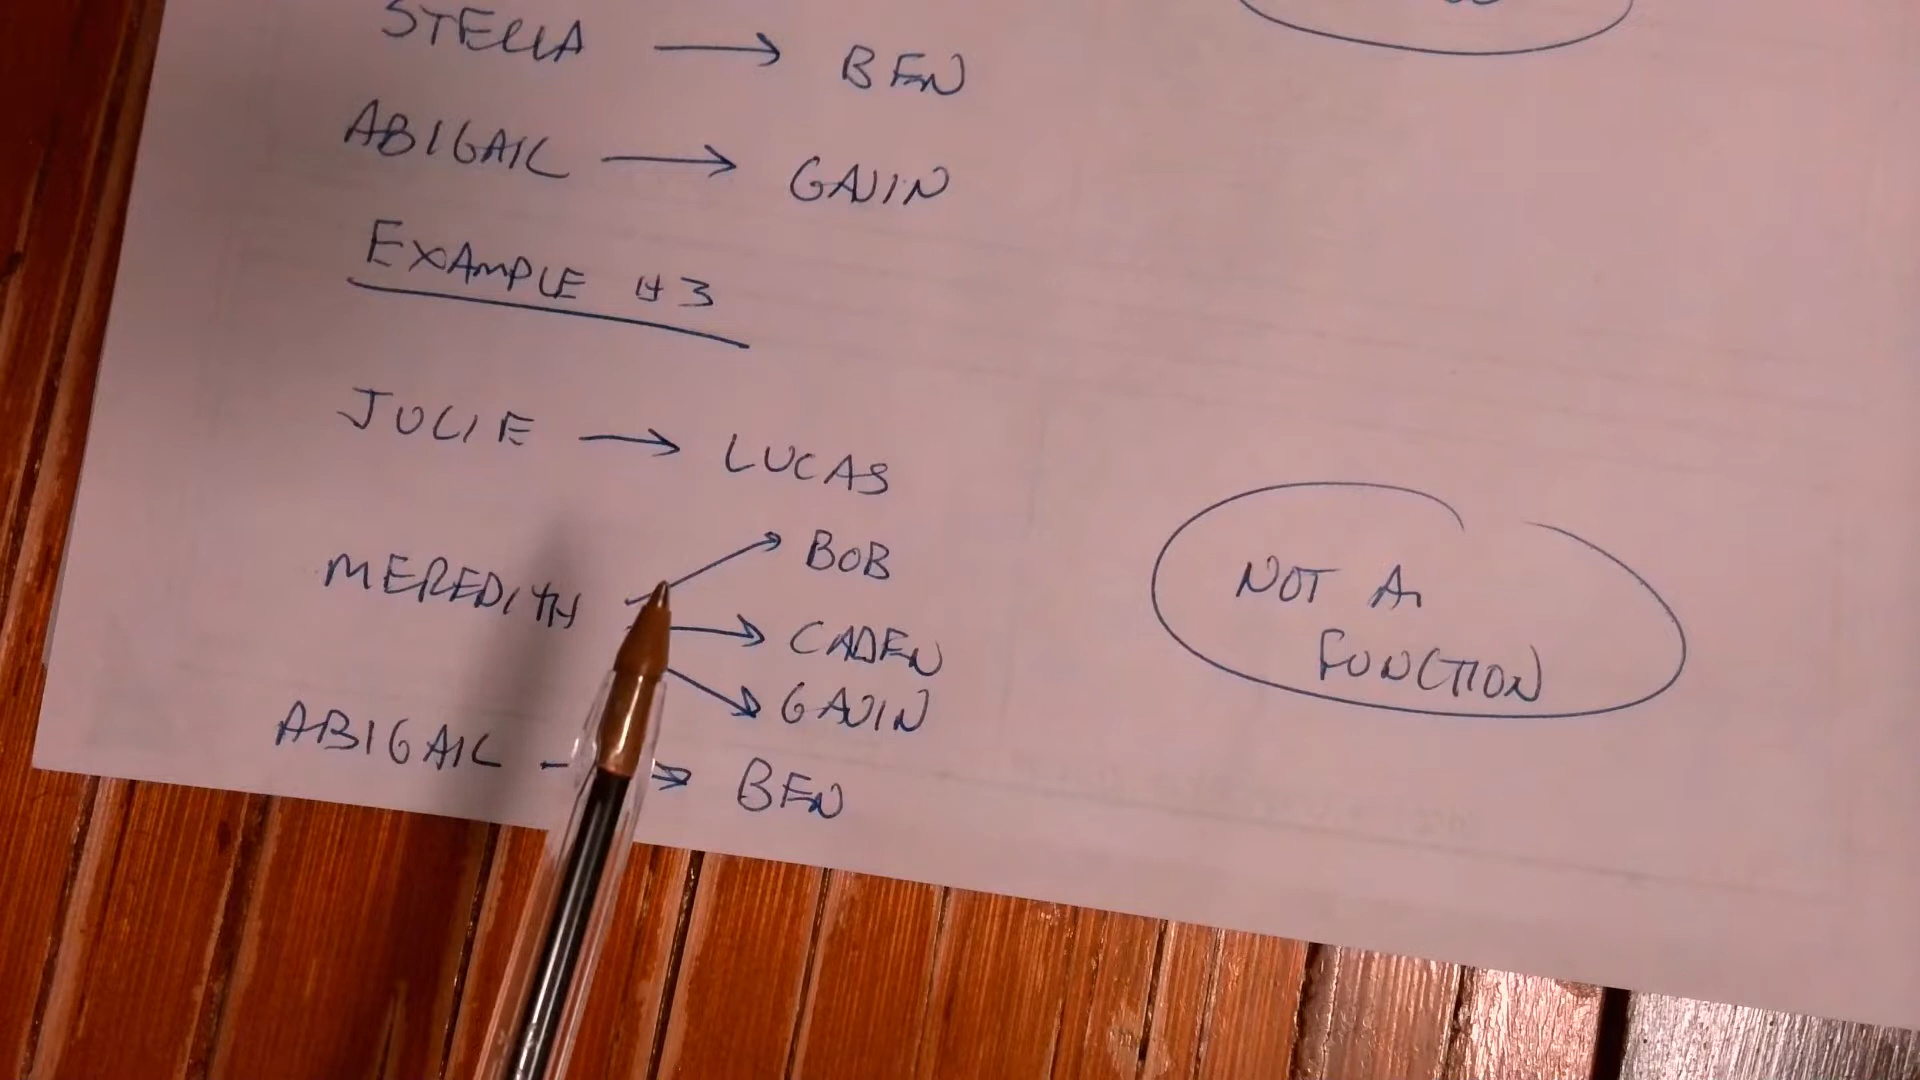 STELLA → BEN
ABIGAIL → GAVIN
EXAMPLE #3
JULIE → LUCAS
MEREDITH → BOB
→ CADEN
→ GAVIN
ABIGAIL → BEN
NOT A
FUNCTION